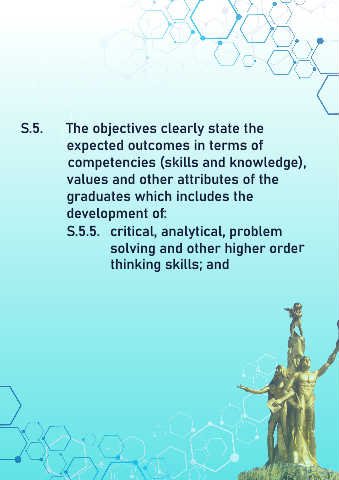 S.5. The objectives clearly state the
expected outcomes in terms of
competencies (skills and knowledge),
values and other attributes of the
graduates which includes the
development of:
S.5.5. critical, analytical, problem
solving and other higher order
thinking skills; and